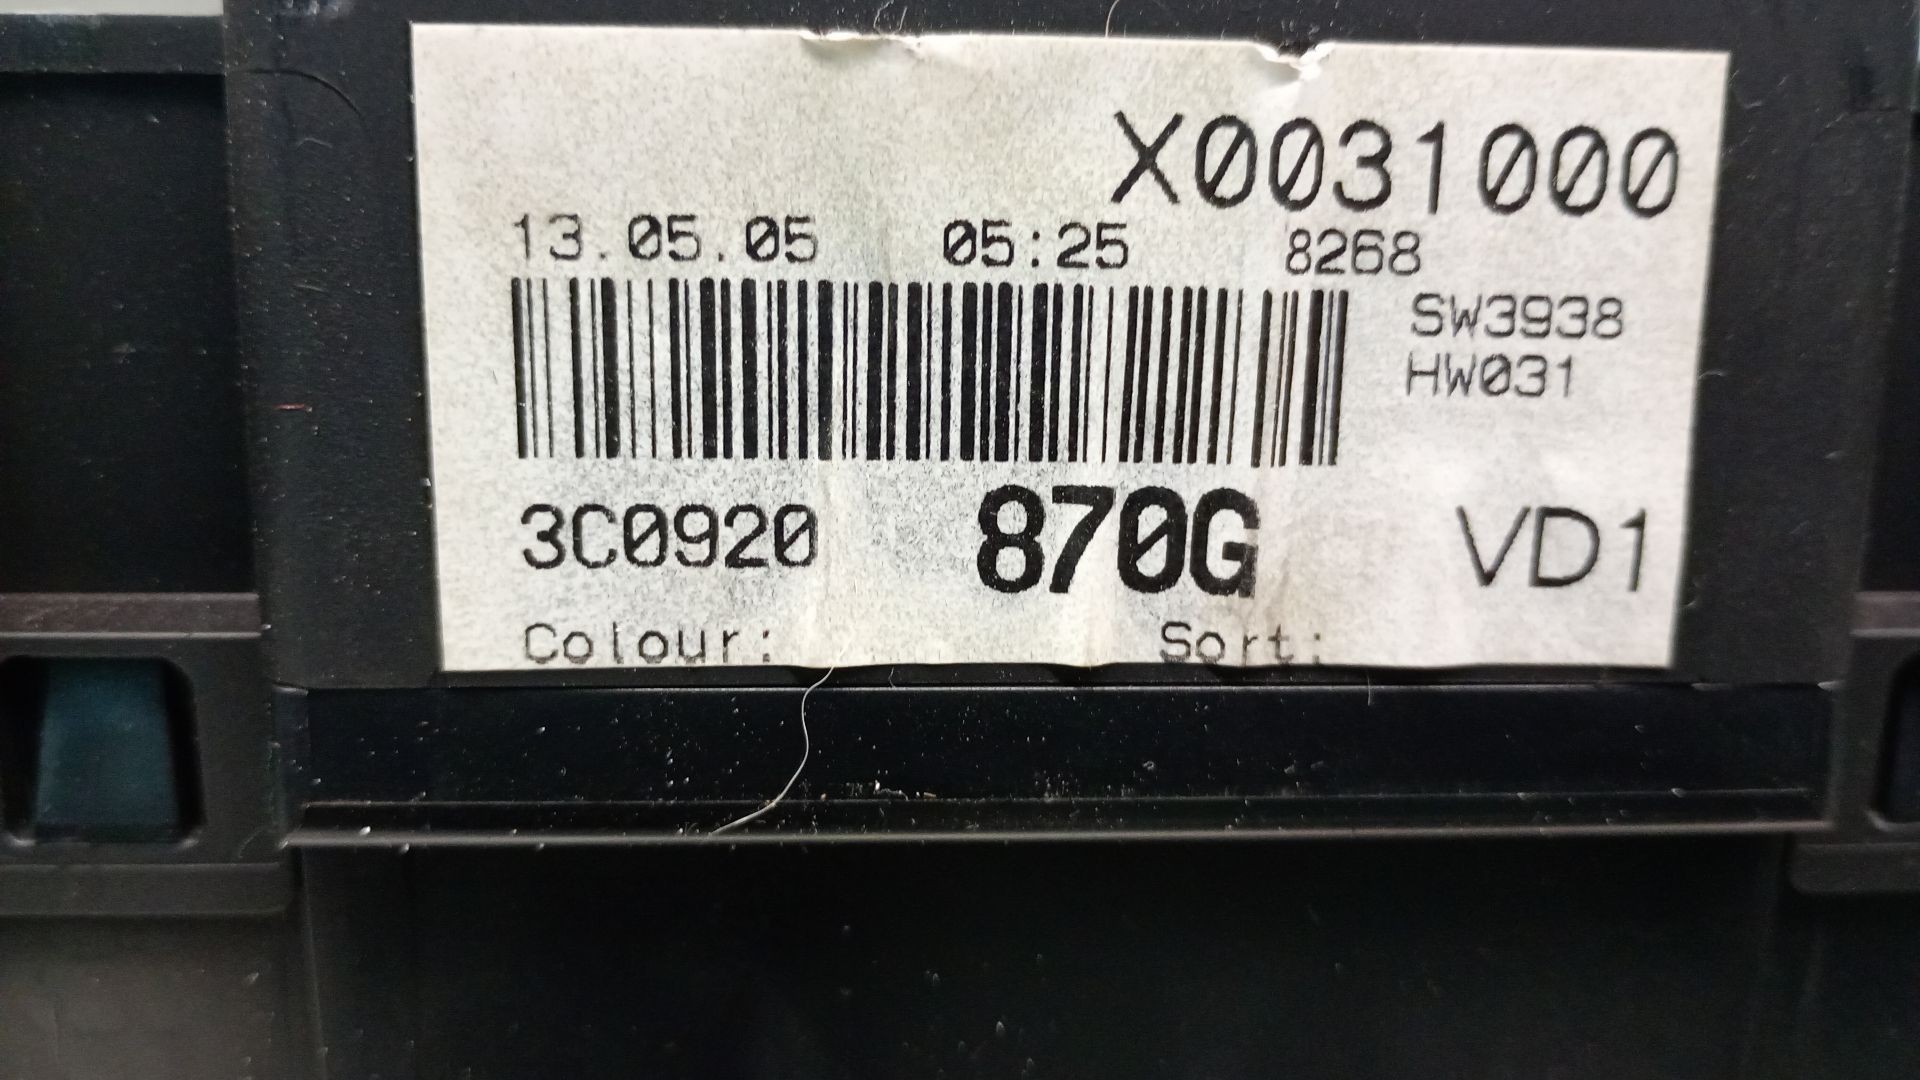 X0031000
13.05.05 05:25 8268
SW3938
HW031
3C0920 870G VD1
Colour: Sort: